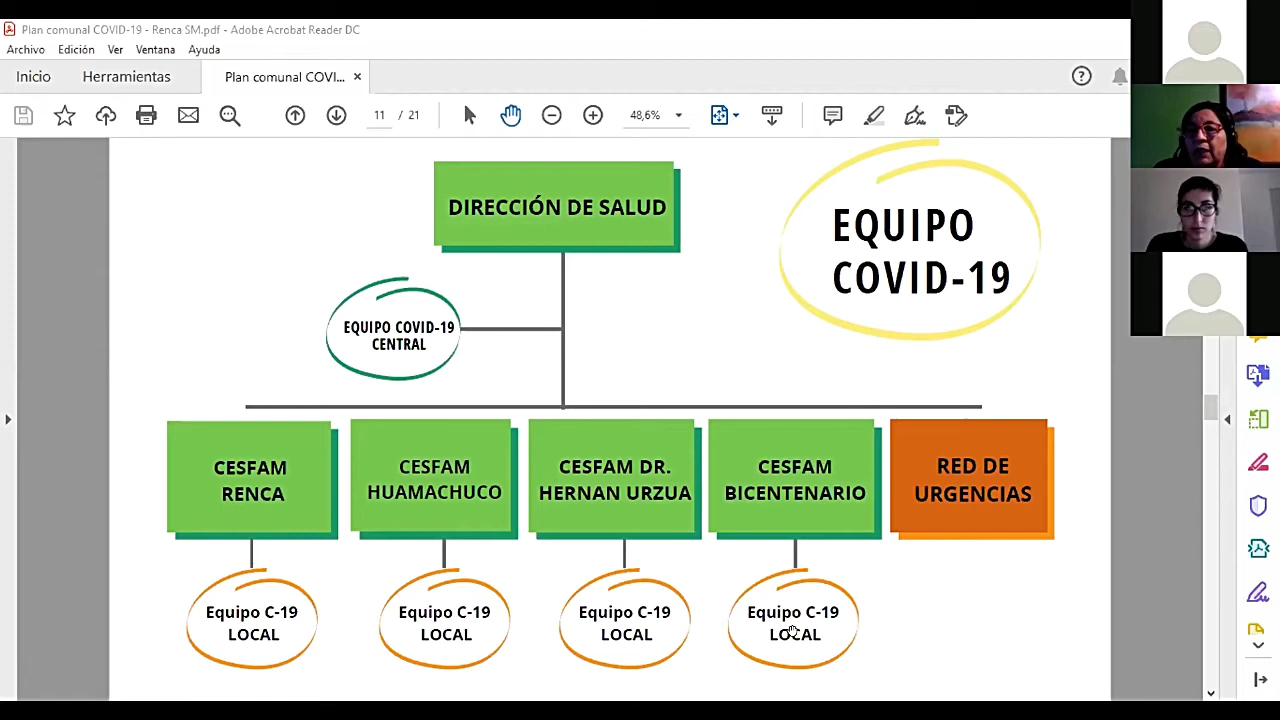 Plan comunal COVID-19 - Renca SM.pdf - Adobe Acrobat Reader DC
Archivo Edición Ver Ventana Ayuda
Inicio Herramientas Plan comunal COVI... ×
11 / 21 48,6%
DIRECCIÓN DE SALUD
EQUIPO
COVID-19
EQUIPO COVID-19
CENTRAL
CESFAM
RENCA
CESFAM
HUAMACHUCO
CESFAM DR.
HERNAN URZUA
CESFAM
BICENTENARIO
RED DE
URGENCIAS
Equipo C-19
LOCAL
Equipo C-19
LOCAL
Equipo C-19
LOCAL
Equipo C-19
LOCAL